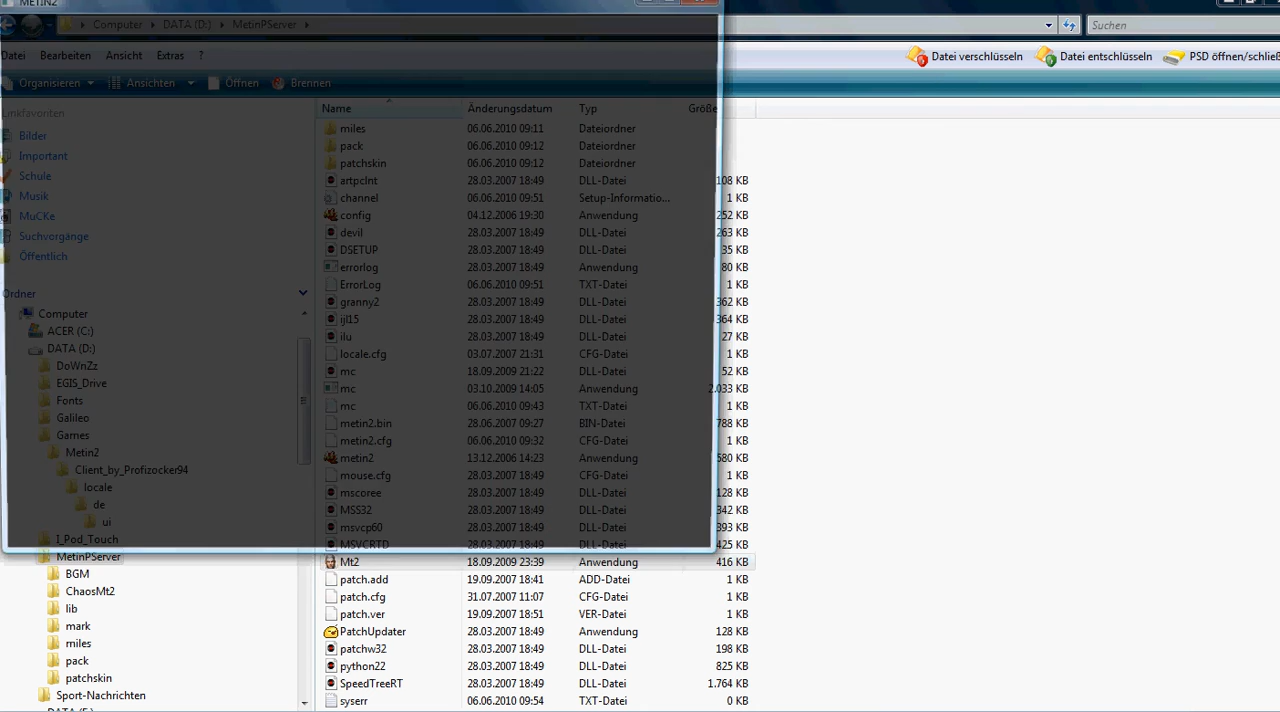 METIN2
Computer DATA (D:) MetinPServer
Suchen
Datei Bearbeiten Ansicht Extras ?
Datei verschlüsseln Datei entschlüsseln PSD öffnen/schließ
Organisieren Ansichten Öffnen Brennen
Linkfavoriten
Bilder
Important
Schule
Musik
MuCKe
Suchvorgänge
Öffentlich
Ordner
Computer
ACER (C:)
DATA (D:)
DoWnZz
EGIS_Drive
Fonts
Galileo
Games
Metin2
Client_by_Profizocker94
locale
de
ui
I_Pod_Touch
MetinPServer
BGM
ChaosMt2
lib
mark
miles
pack
patchskin
Sport-Nachrichten
Name Änderungsdatum Typ Größe
miles 06.06.2010 09:11 Dateiordner
pack 06.06.2010 09:12 Dateiordner
patchskin 06.06.2010 09:12 Dateiordner
artpclnt 28.03.2007 18:49 DLL-Datei 108 KB
channel 06.06.2010 09:51 Setup-Informatio... 1 KB
config 04.12.2006 19:30 Anwendung 252 KB
devil 28.03.2007 18:49 DLL-Datei 263 KB
DSETUP 28.03.2007 18:49 DLL-Datei 35 KB
errorlog 28.03.2007 18:49 Anwendung 80 KB
ErrorLog 06.06.2010 09:51 TXT-Datei 1 KB
granny2 28.03.2007 18:49 DLL-Datei 362 KB
ijl15 28.03.2007 18:49 DLL-Datei 364 KB
ilu 28.03.2007 18:49 DLL-Datei 27 KB
locale.cfg 03.07.2007 21:31 CFG-Datei 1 KB
mc 18.09.2009 21:22 DLL-Datei 52 KB
mc 03.10.2009 14:05 Anwendung 2.033 KB
mc 06.06.2010 09:43 TXT-Datei 1 KB
metin2.bin 28.06.2007 09:27 BIN-Datei 788 KB
metin2.cfg 06.06.2010 09:32 CFG-Datei 1 KB
metin2 13.12.2006 14:23 Anwendung 580 KB
mouse.cfg 28.03.2007 18:49 CFG-Datei 1 KB
mscoree 28.03.2007 18:49 DLL-Datei 128 KB
MSS32 28.03.2007 18:49 DLL-Datei 342 KB
msvcp60 28.03.2007 18:49 DLL-Datei 393 KB
MSVCRTD 28.03.2007 18:49 DLL-Datei 425 KB
Mt2 18.09.2009 23:39 Anwendung 416 KB
patch.add 19.09.2007 18:41 ADD-Datei 1 KB
patch.cfg 31.07.2007 11:07 CFG-Datei 1 KB
patch.ver 19.09.2007 18:51 VER-Datei 1 KB
PatchUpdater 28.03.2007 18:49 Anwendung 128 KB
patchw32 28.03.2007 18:49 DLL-Datei 198 KB
python22 28.03.2007 18:49 DLL-Datei 825 KB
SpeedTreeRT 28.03.2007 18:49 DLL-Datei 1.764 KB
syserr 06.06.2010 09:54 TXT-Datei 0 KB